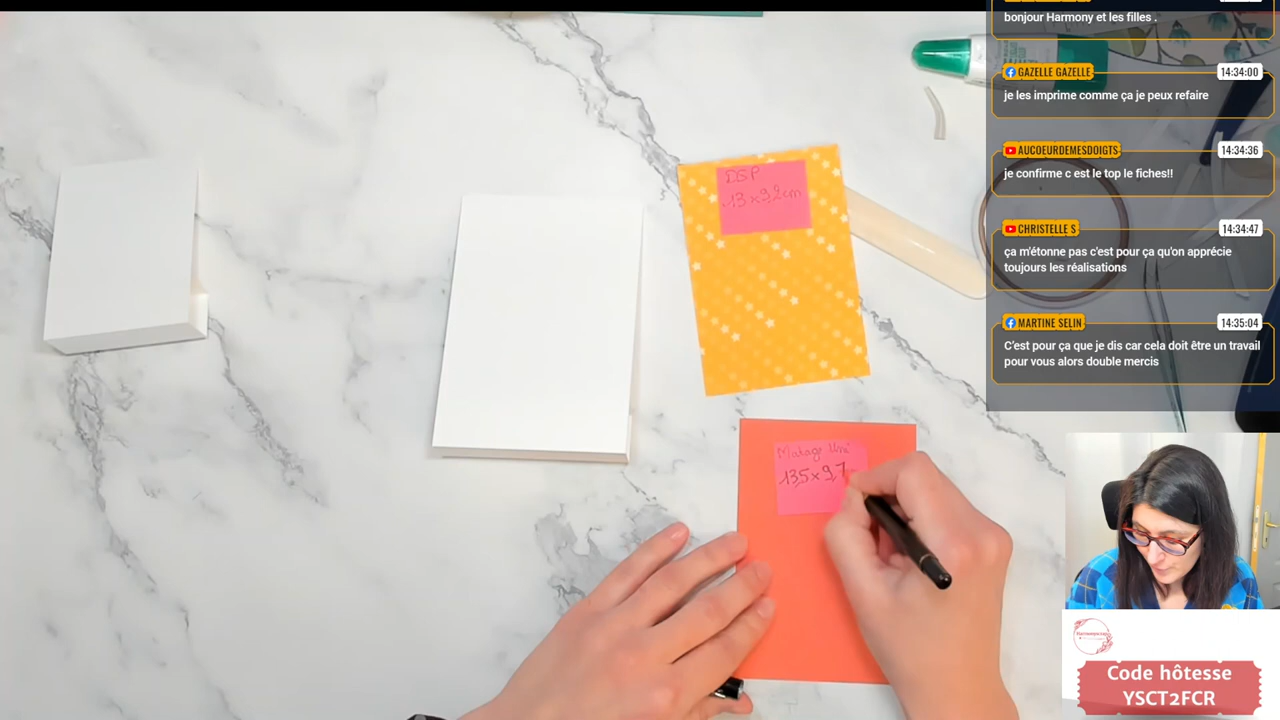 bonjour Harmony et les filles .
GAZELLE GAZELLE
14:34:00
je les imprime comme ça je peux refaire
AUCOEURDEMESDOIGTS
14:34:36
je confirme c est le top le fiches!!
CHRISTELLE S
14:34:47
ça m'étonne pas c'est pour ça qu'on apprécie
toujours les réalisations
MARTINE SELIN
14:35:04
C'est pour ça que je dis car cela doit être un travail
pour vous alors double mercis
DGP
13 x 9,2cm
Matage Uni
13,5 x 9,7
Code hôtesse
YSCT2FCR